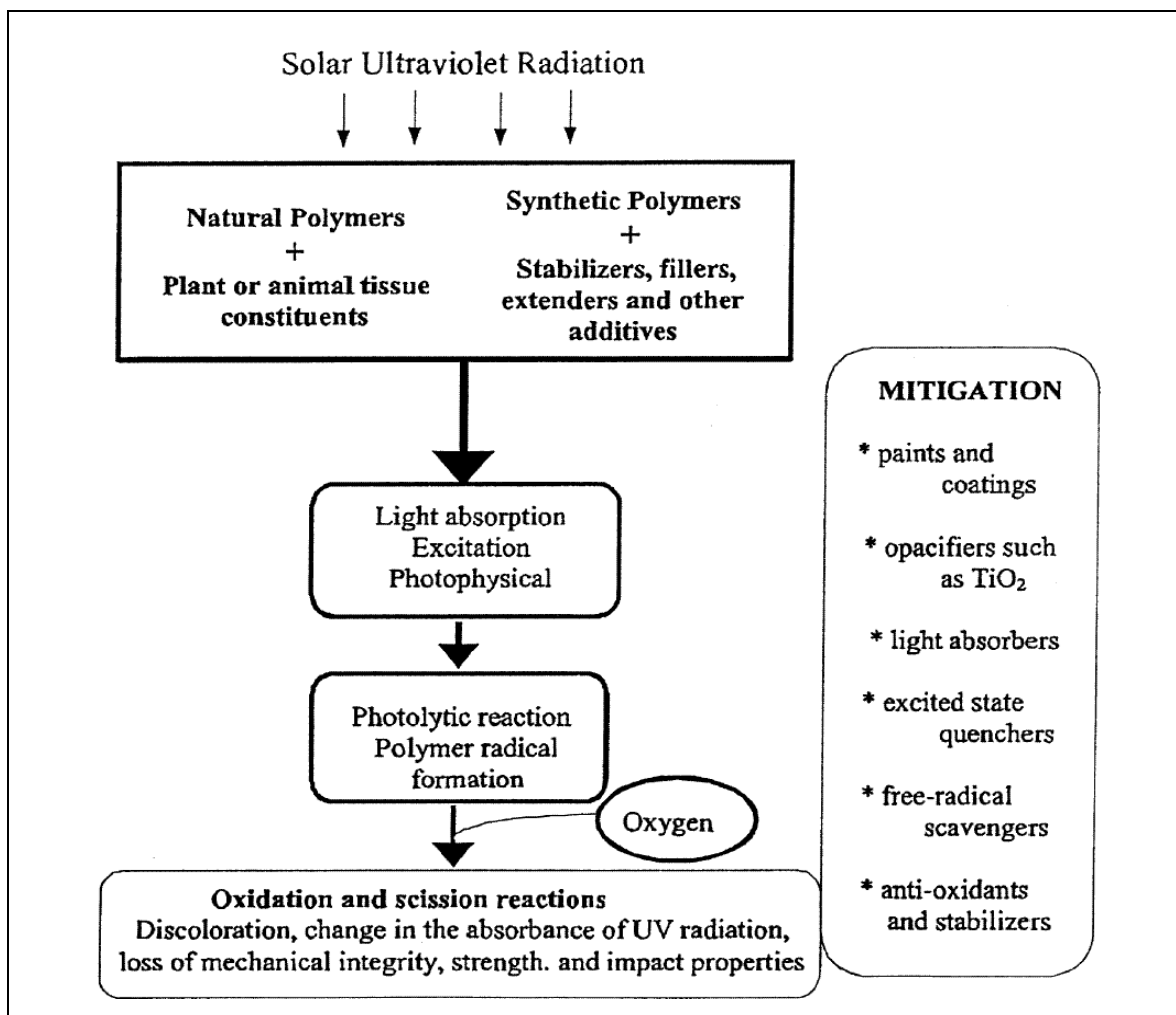 Solar Ultraviolet Radiation
Natural Polymers
+
Plant or animal tissue
constituents
Synthetic Polymers
+
Stabilizers, fillers,
extenders and other
additives
Light absorption
Excitation
Photophysical
Photolytic reaction
Polymer radical
formation
Oxygen
Oxidation and scission reactions
Discoloration, change in the absorbance of UV radiation,
loss of mechanical integrity, strength. and impact properties
MITIGATION
* paints and
coatings
* opacifiers such
as TiO₂
* light absorbers
* excited state
quenchers
* free-radical
scavengers
* anti-oxidants
and stabilizers